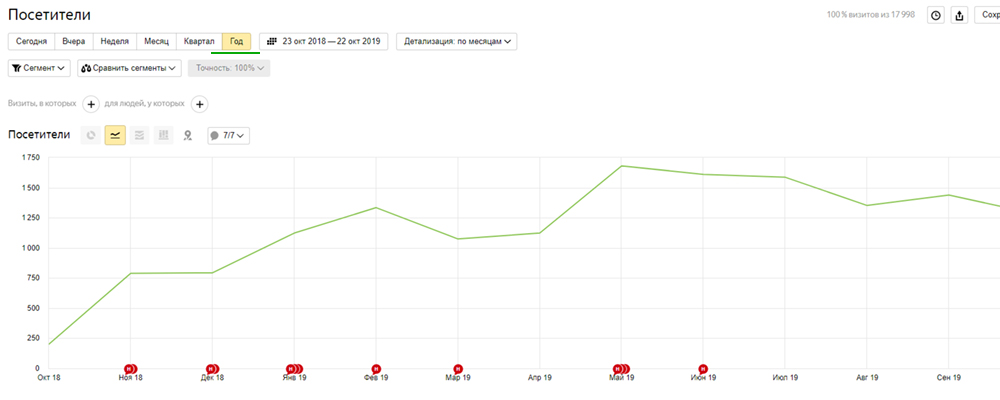 Посетители
100 % визитов из 17 998
Сохр
Сегодня Вчера Неделя Месяц Квартал Год 23 окт 2018 — 22 окт 2019 Детализация: по месяцам
Сегмент Сравнить сегменты Точность: 100%
Визиты, в которых + для людей, у которых +
Посетители 7/7
1 750
1 500
1 250
1 000
750
500
250
0
Н Н Н Н Н Н Н
Окт 18 Ноя 18 Дек 18 Янв 19 Фев 19 Мар 19 Апр 19 Май 19 Июн 19 Июл 19 Авг 19 Сен 19